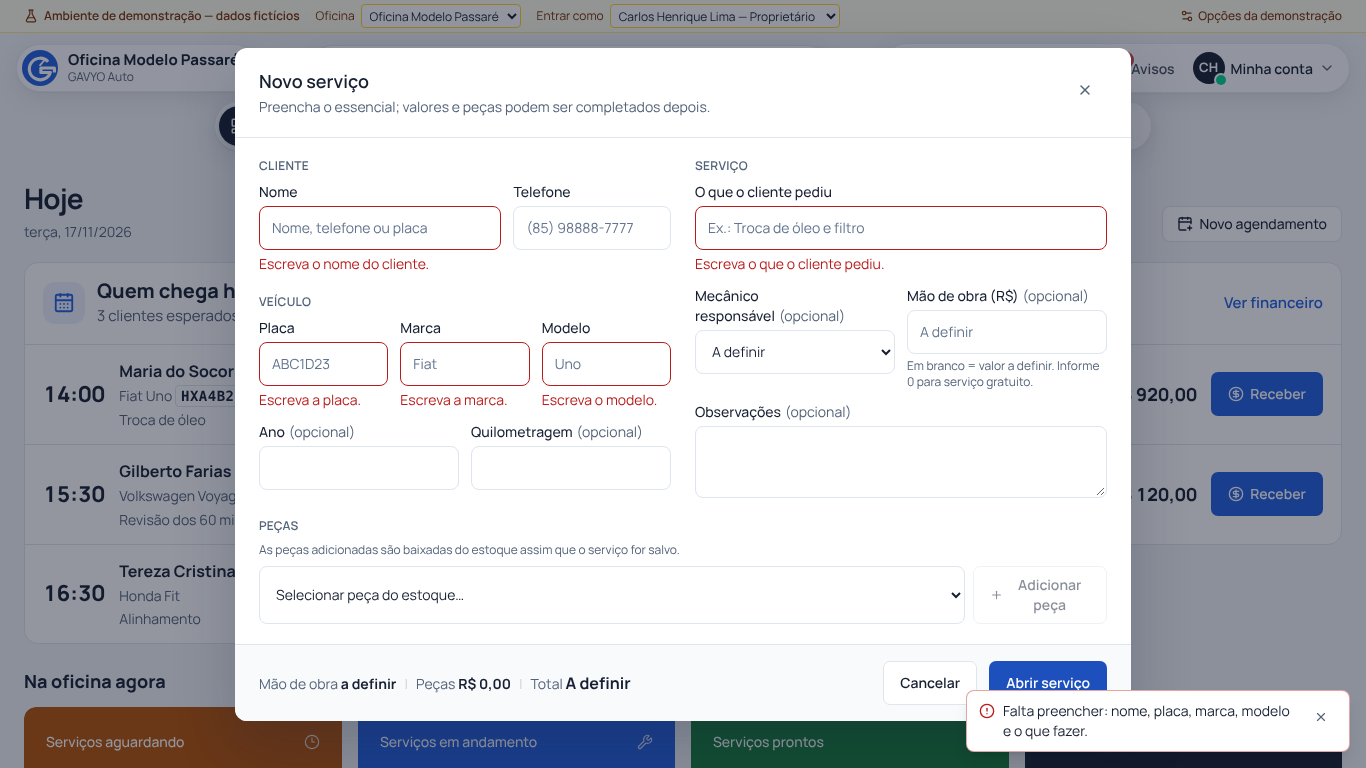 Ambiente de demonstração — dados fictícios Oficina Oficina Modelo Passaré Entrar como Carlos Henrique Lima — Proprietário Opções da demonstração
Oficina Modelo Passaré
GAVYO Auto
Avisos
CH
Minha conta
Novo serviço
Preencha o essencial; valores e peças podem ser completados depois.
Hoje
terça, 17/11/2026
Novo agendamento
Quem chega h
3 clientes esperados
Ver financeiro
14:00
Maria do Socor
Fiat Uno HXA4B2
Troca de óleo
920,00
Receber
15:30
Gilberto Farias
Volkswagen Voyag
Revisão dos 60 mi
120,00
Receber
16:30
Tereza Cristina
Honda Fit
Alinhamento
CLIENTE
Nome
Telefone
Nome, telefone ou placa
(85) 98888-7777
Escreva o nome do cliente.
VEÍCULO
Placa
Marca
Modelo
ABC1D23
Fiat
Uno
Escreva a placa.
Escreva a marca.
Escreva o modelo.
Ano (opcional)
Quilometragem (opcional)
SERVIÇO
O que o cliente pediu
Ex.: Troca de óleo e filtro
Escreva o que o cliente pediu.
Mecânico
responsável (opcional)
A definir
Mão de obra (R$) (opcional)
A definir
Em branco = valor a definir. Informe
0 para serviço gratuito.
Observações (opcional)
PEÇAS
As peças adicionadas são baixadas do estoque assim que o serviço for salvo.
Selecionar peça do estoque...
+ Adicionar
peça
Mão de obra a definir | Peças R$ 0,00 | Total A definir
Cancelar
Abrir serviço
Na oficina agora
Serviços aguardando
Serviços em andamento
Serviços prontos
Falta preencher: nome, placa, marca, modelo
e o que fazer.